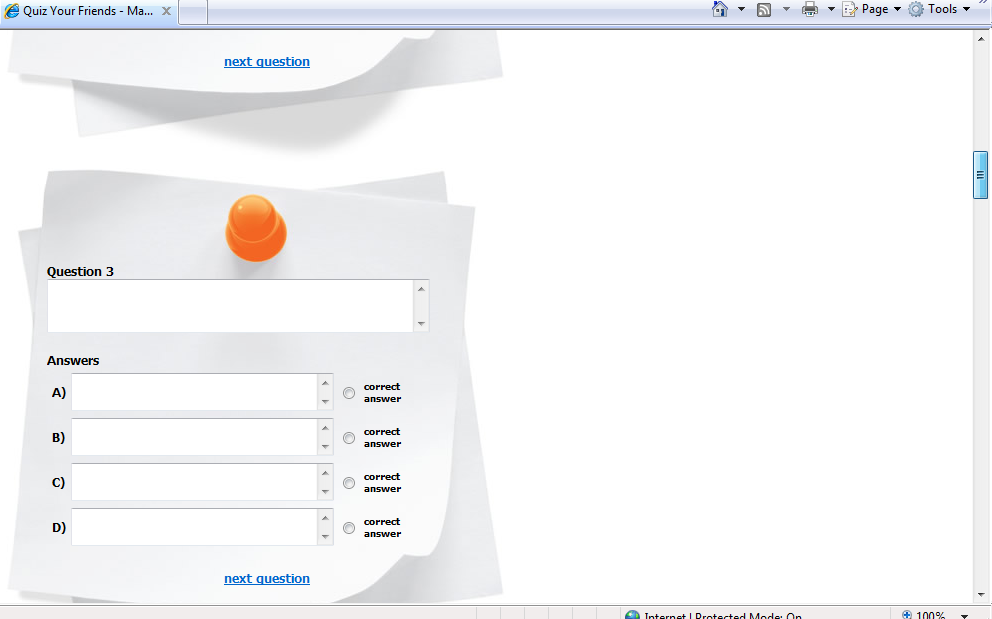 Quiz Your Friends - Ma...
Page
Tools
next question
Question 3
Answers
A)
correct
answer
B)
correct
answer
C)
correct
answer
D)
correct
answer
next question
Internet | Protected Mode: On
100%